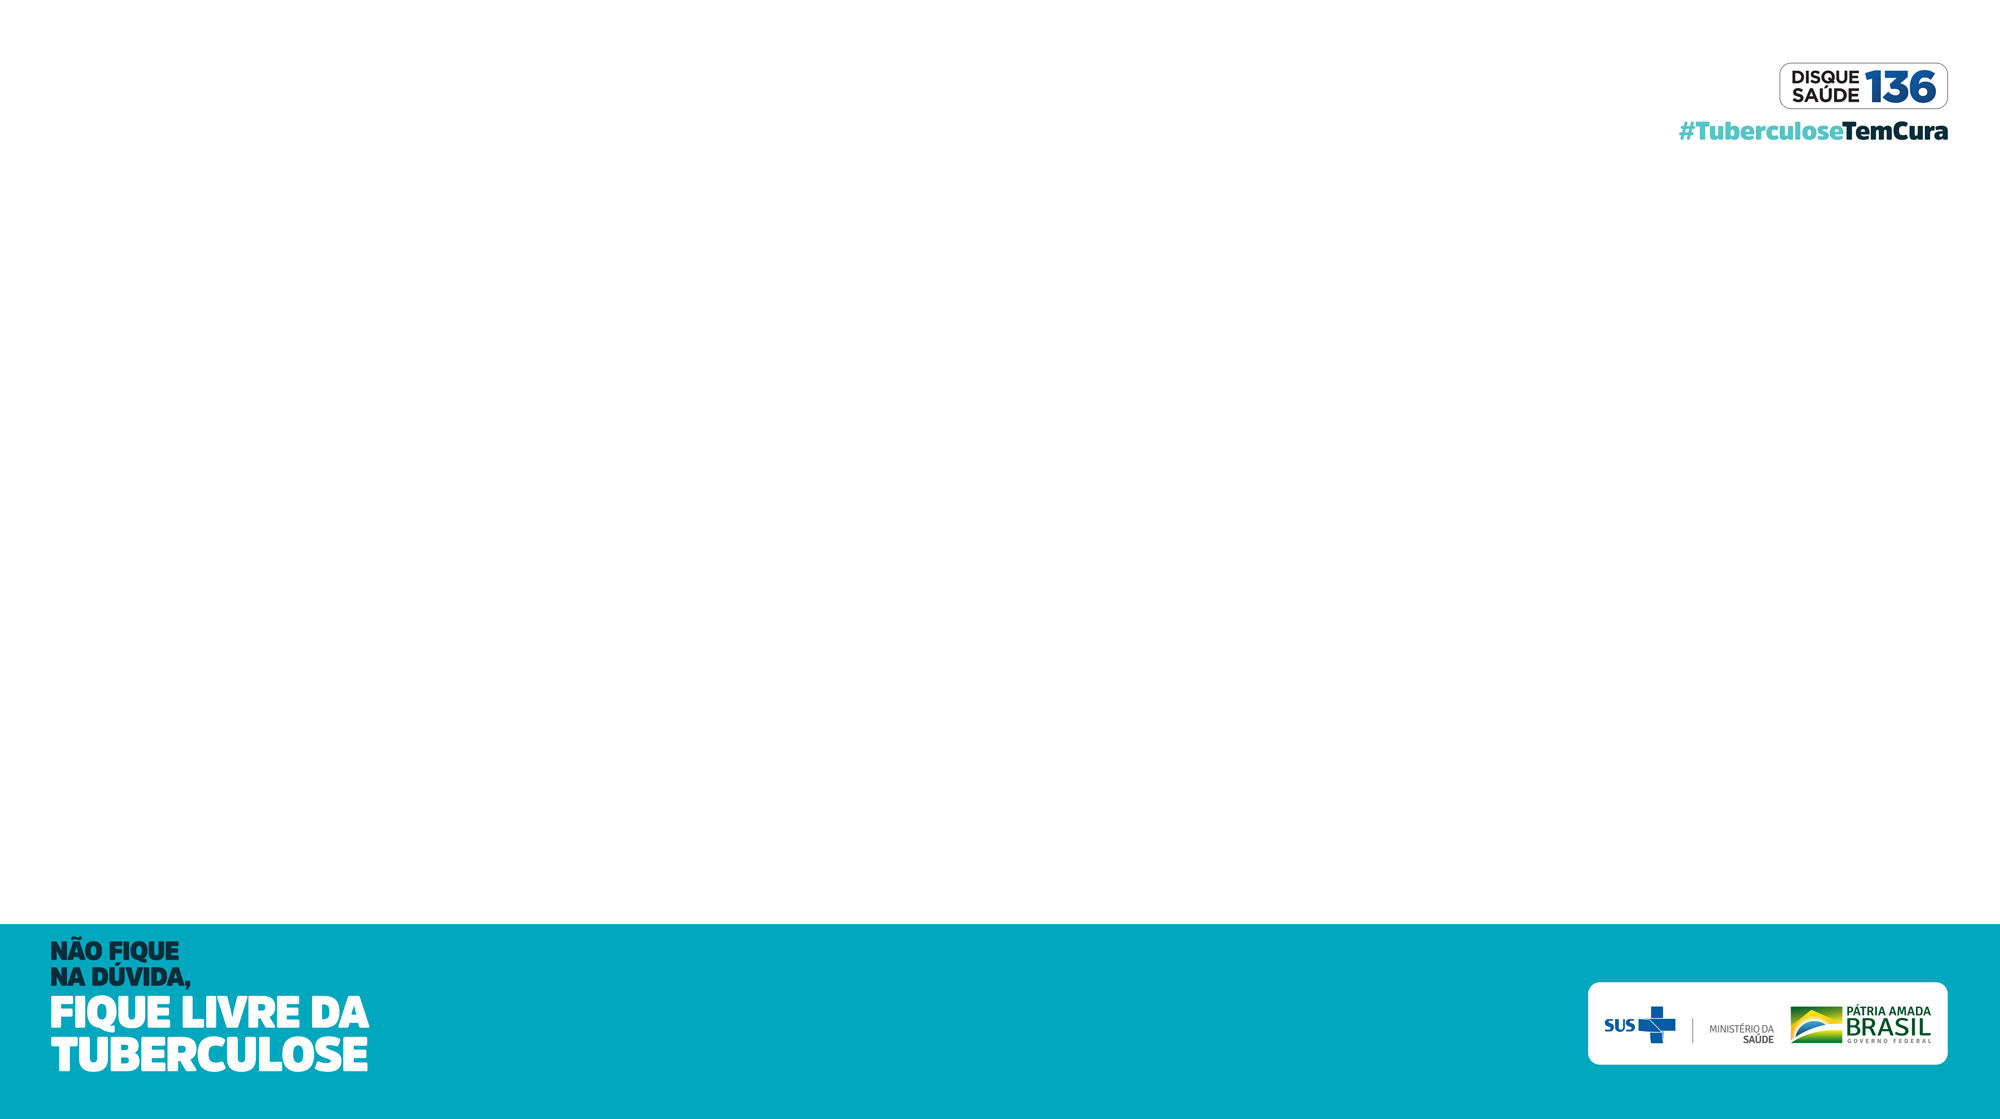 DISQUE
SAÚDE 136
#TuberculoseTemCura
NÃO FIQUE
NA DÚVIDA,
FIQUE LIVRE DA
TUBERCULOSE
SUS
MINISTÉRIO DA
SAÚDE
PÁTRIA AMADA
BRASIL
GOVERNO FEDERAL